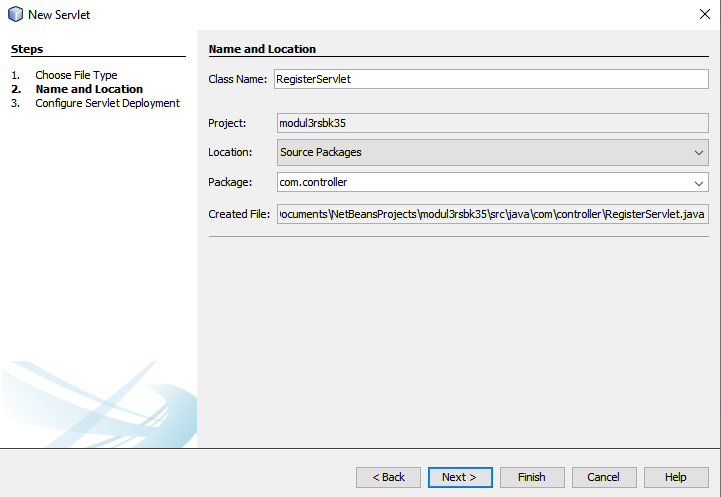 New Servlet
Steps
1. Choose File Type
2. Name and Location
3. Configure Servlet Deployment
Name and Location
Class Name: RegisterServlet
Project: modul3rsbk35
Location: Source Packages
Package: com.controller
Created File: ocuments\NetBeansProjects\modul3rsbk35\src\java\com\controller\RegisterServlet.java
< Back Next > Finish Cancel Help